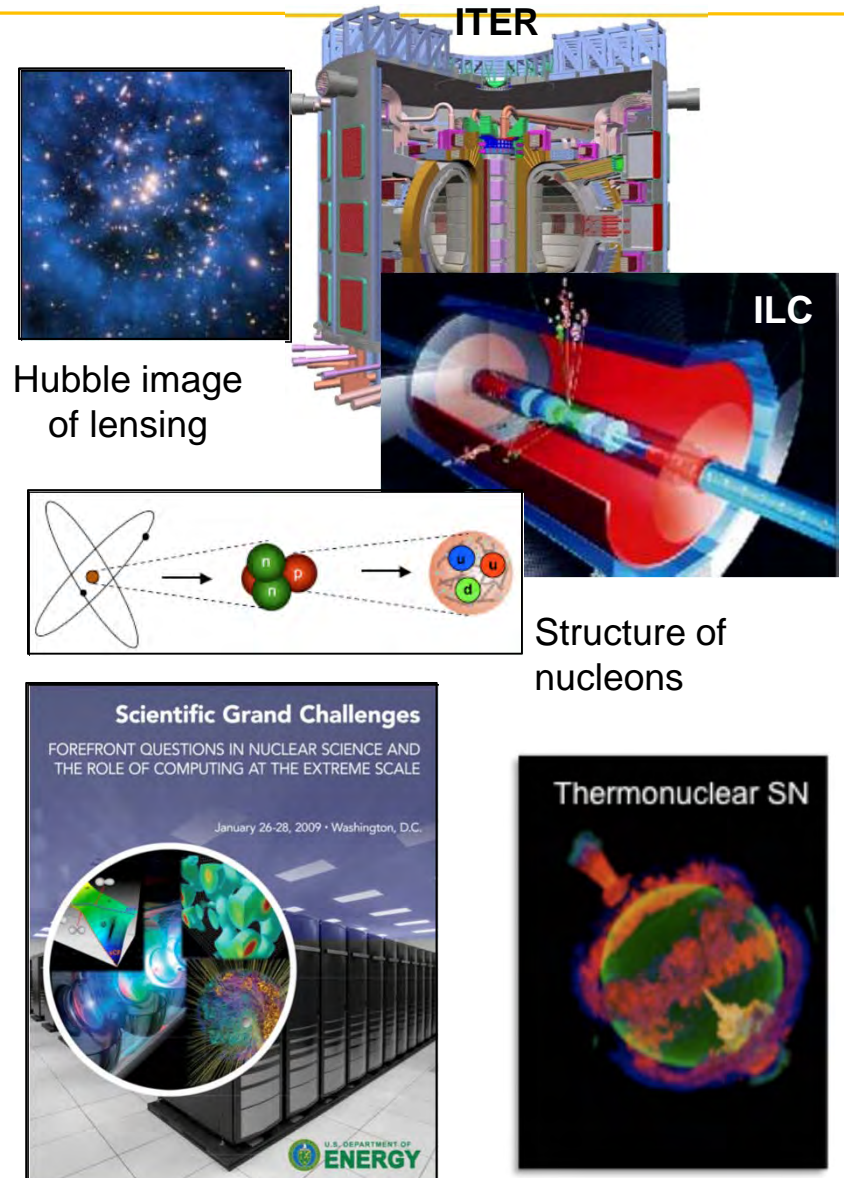 ITER
Hubble image
of lensing
ILC
n
p
n
u
u
d
Structure of
nucleons
Scientific Grand Challenges
FOREFRONT QUESTIONS IN NUCLEAR SCIENCE AND
THE ROLE OF COMPUTING AT THE EXTREME SCALE
January 26-28, 2009 • Washington, D.C.
U.S. DEPARTMENT OF
ENERGY
Thermonuclear SN